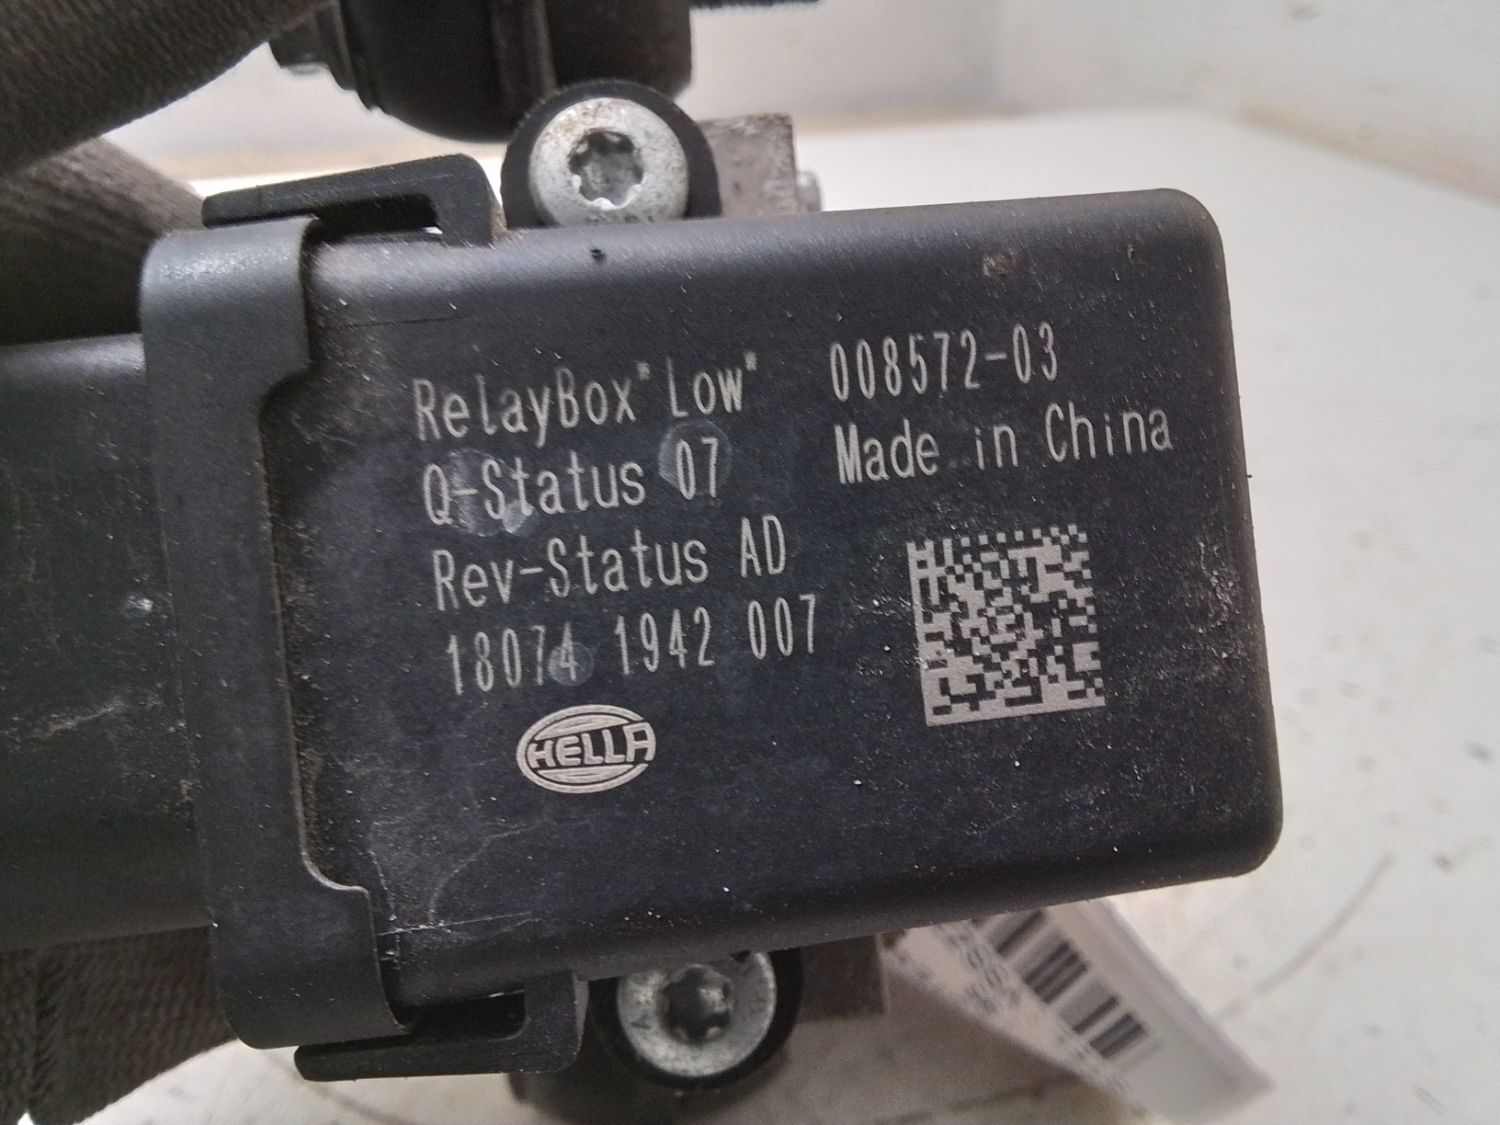 RelayBox"Low" 008572-03
Q-Status 07 Made in China
Rev-Status AD
18074 1942 007
HELLA